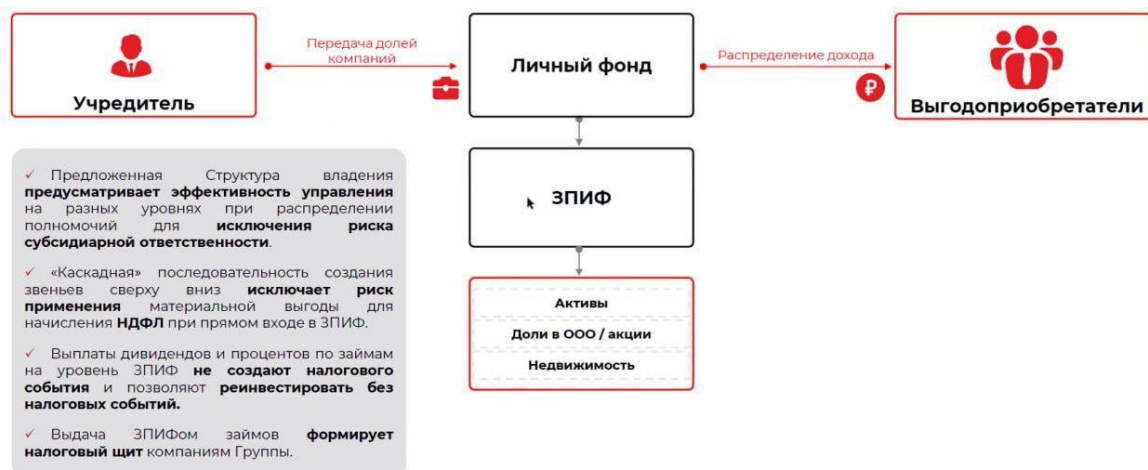 Учредитель
Передача долей
компаний
Личный фонд
Распределение дохода
₽
Выгодоприобретатели
ЗПИФ
Активы
Доли в ООО / акции
Недвижимость
✓ Предложенная Структура владения
предусматривает эффективность управления
на разных уровнях при распределении
полномочий для исключения риска
субсидиарной ответственности.
✓ «Каскадная» последовательность создания
звеньев сверху вниз исключает риск
применения материальной выгоды для
начисления НДФЛ при прямом входе в ЗПИФ.
✓ Выплаты дивидендов и процентов по займам
на уровень ЗПИФ не создают налогового
события и позволяют реинвестировать без
налоговых событий.
✓ Выдача ЗПИФом займов формирует
налоговый щит компаниям Группы.